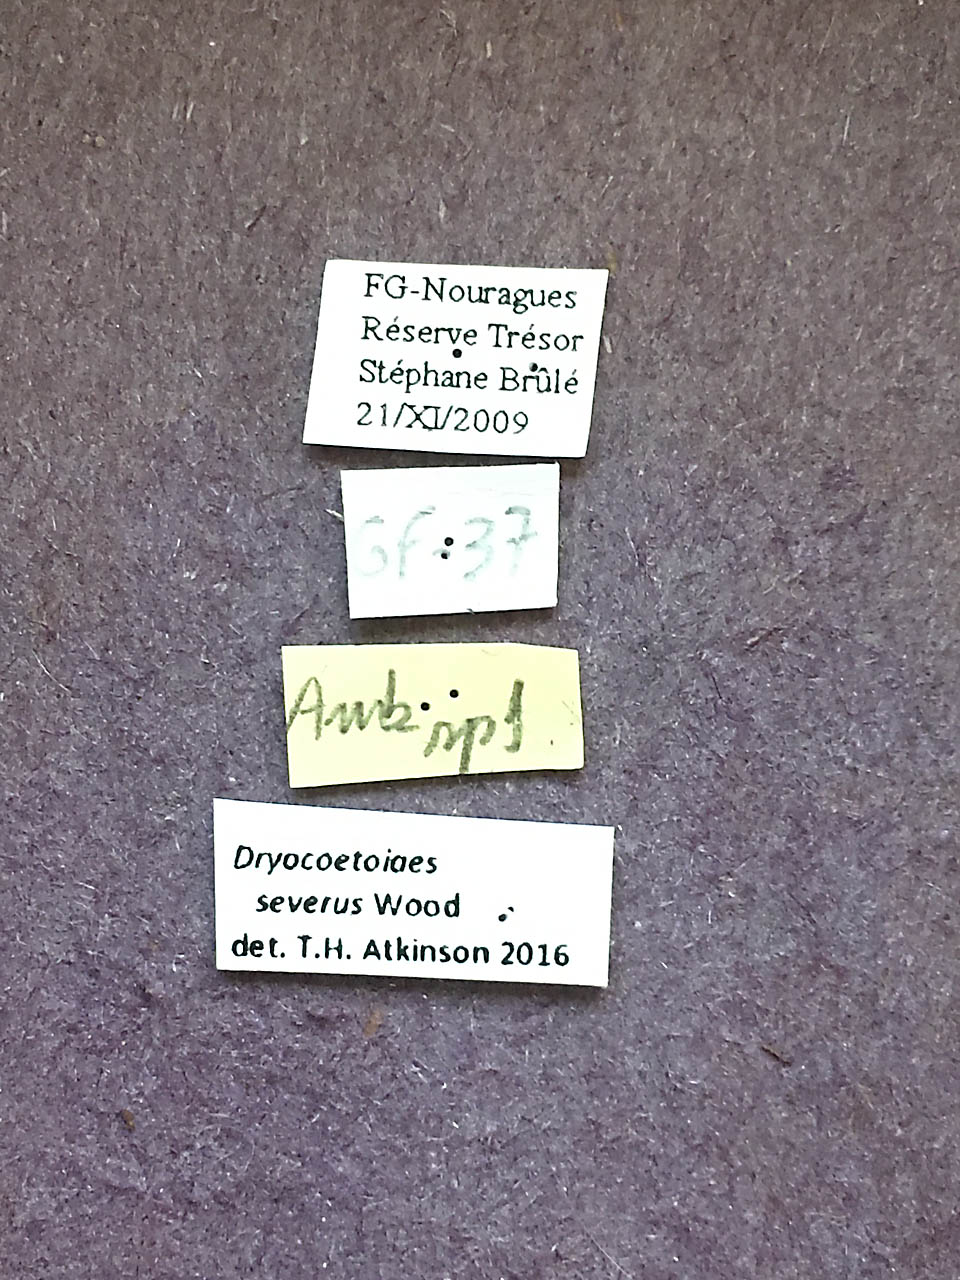 FG-Nouragues
Réserve Trésor
Stéphane Brûlé
21/XI/2009
Gf.37
Amb. sp1
Dryocoetoides
severus Wood
det. T.H. Atkinson 2016